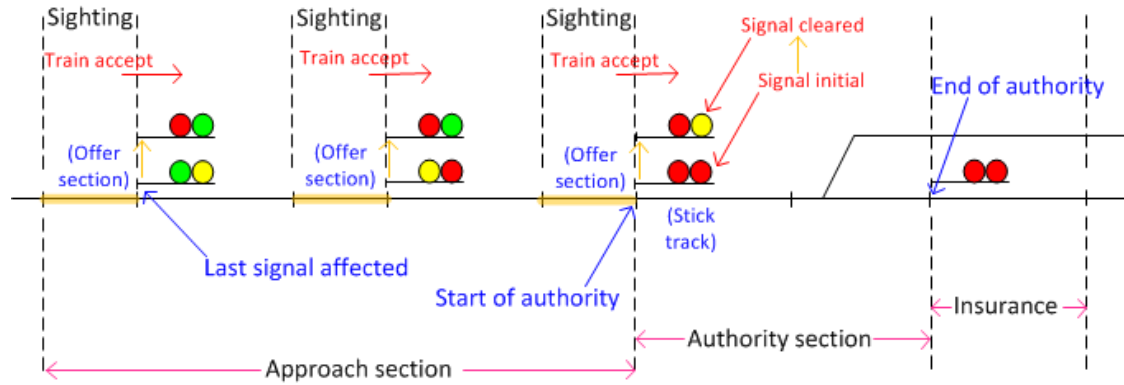 Sighting
Sighting
Sighting
Signal cleared
Train accept
Train accept
Train accept
Signal initial
End of authority
(Offer
section)
(Offer
section)
(Offer
section)
(Stick
track)
Last signal affected
Start of authority
Insurance
Authority section
Approach section